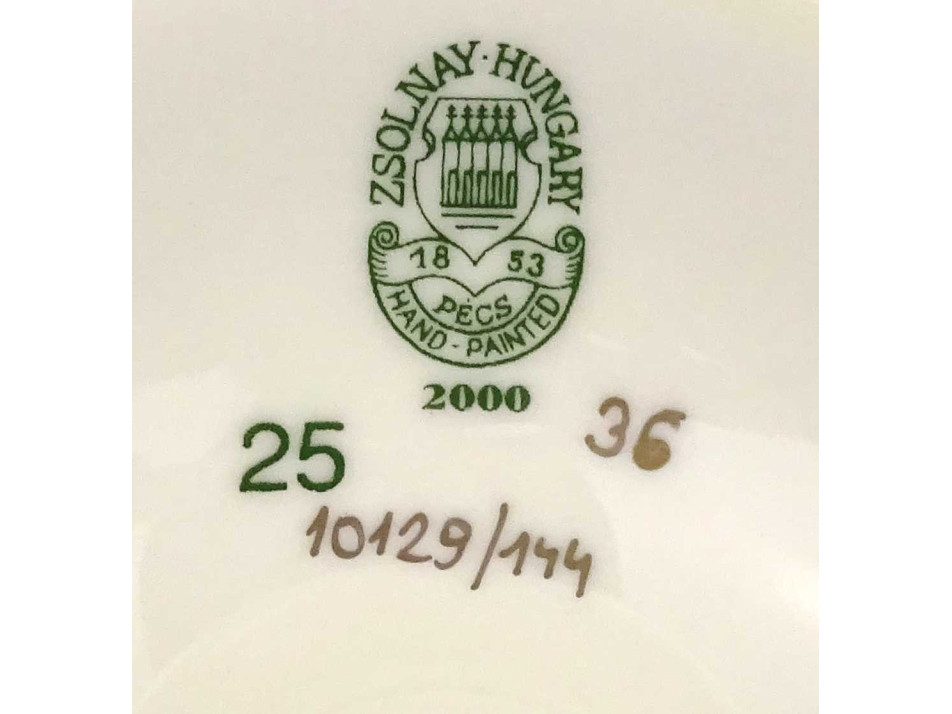 ZSOLNAY·HUNGARY
18 53
PÉCS
HAND-PAINTED
2000
25 36
10129/144